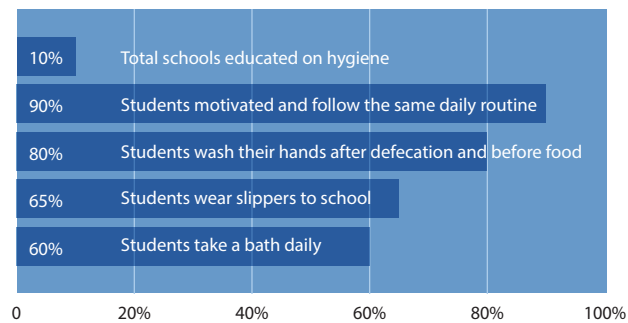 10% Total schools educated on hygiene
90% Students motivated and follow the same daily routine
80% Students wash their hands after defecation and before food
65% Students wear slippers to school
60% Students take a bath daily
0 20% 40% 60% 80% 100%